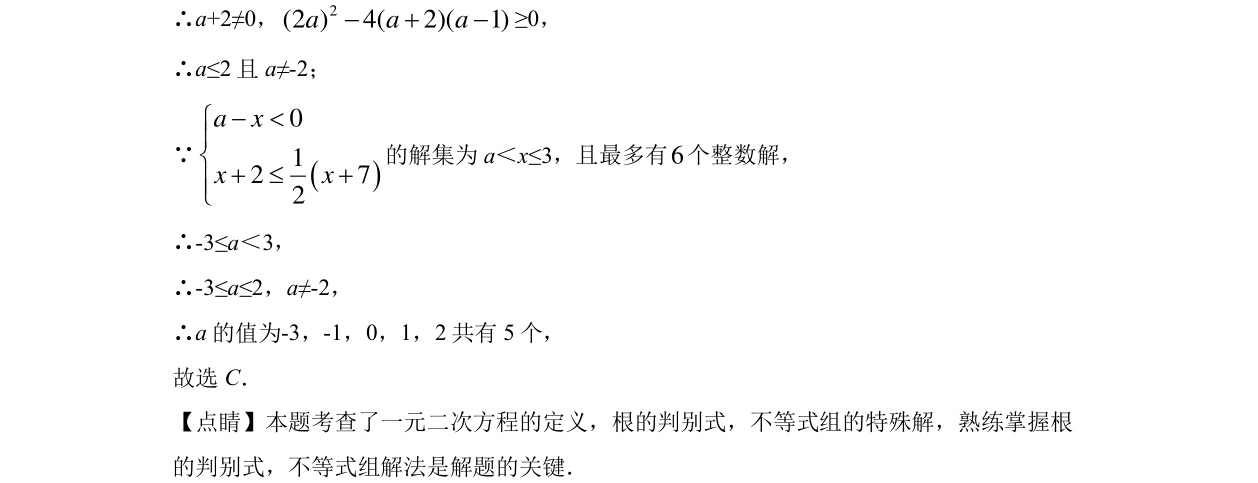 ∴a+2≠0，(2a)²−4(a+2)(a−1)≥0，
∴a≤2 且 a≠-2；
∵{a−x<0
x+2≤1/2(x+7) 的解集为 a＜x≤3，且最多有 6 个整数解，
∴-3≤a＜3，
∴-3≤a≤2，a≠-2，
∴a 的值为-3，-1，0，1，2 共有 5 个，
故选 C．
【点睛】本题考查了一元二次方程的定义，根的判别式，不等式组的特殊解，熟练掌握根
的判别式，不等式组解法是解题的关键．